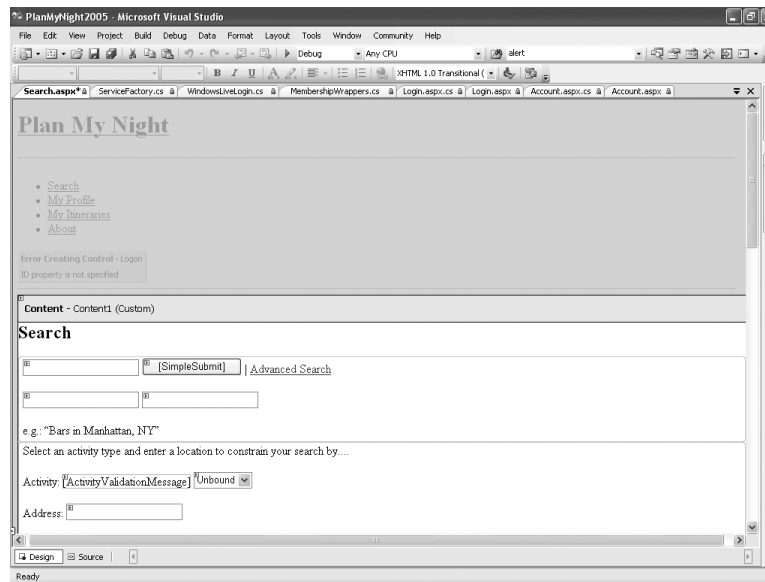 PlanMyNight2005 - Microsoft Visual Studio
File Edit View Project Build Debug Data Format Layout Tools Window Community Help
Debug Any CPU alert
B I U A XHTML 1.0 Transitional (
Search.aspx* ServiceFactory.cs WindowsLiveLogin.cs MembershipWrappers.cs Login.aspx.cs Login.aspx Account.aspx.cs Account.aspx
Plan My Night
Search
My Profile
My Itineraries
About
Error Creating Control - Logon
ID property is not specified
Content - Content1 (Custom)
Search
[SimpleSubmit] | Advanced Search
e.g.: “Bars in Manhattan, NY”
Select an activity type and enter a location to constrain your search by....
Activity: [ActivityValidationMessage] Unbound
Address:
Design Source
Ready